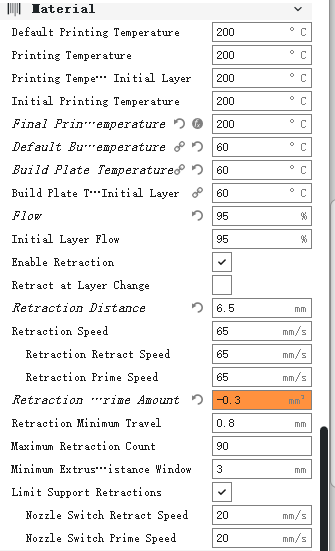 Material
Default Printing Temperature 200 °C
Printing Temperature 200 °C
Printing Tempe⋯ Initial Layer 200 °C
Initial Printing Temperature 200 °C
Final Prin⋯emperature 200 °C
Default Bu⋯emperature 60 °C
Build Plate Temperature 60 °C
Build Plate T⋯Initial Layer 60 °C
Flow 95 %
Initial Layer Flow 95 %
Enable Retraction
Retract at Layer Change
Retraction Distance 6.5 mm
Retraction Speed 65 mm/s
Retraction Retract Speed 65 mm/s
Retraction Prime Speed 65 mm/s
Retraction ⋯rime Amount -0.3 mm³
Retraction Minimum Travel 0.8 mm
Maximum Retraction Count 90
Minimum Extrus⋯istance Window 3 mm
Limit Support Retractions
Nozzle Switch Retract Speed 20 mm/s
Nozzle Switch Prime Speed 20 mm/s